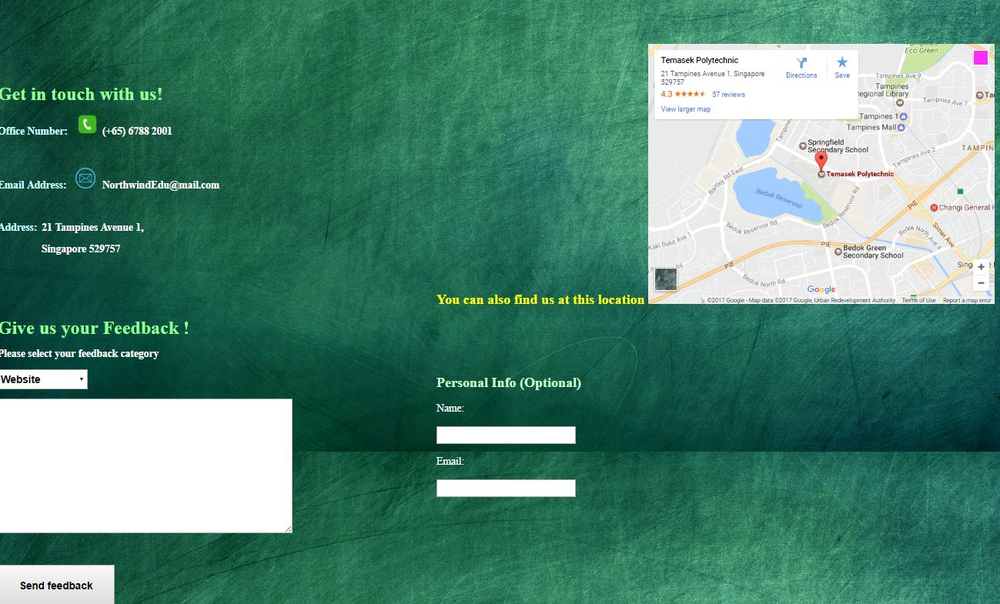 Get in touch with us!
Office Number: (+65) 6788 2001
Email Address: NorthwindEdu@mail.com
Address: 21 Tampines Avenue 1,
Singapore 529757
Give us your Feedback !
Please select your feedback category
Website
Send feedback
You can also find us at this location
Temasek Polytechnic
21 Tampines Avenue 1, Singapore
529757
4.3 57 reviews
View larger map
Directions
Save
Tampines
Eco Green
Tampines Ave 9
Tampines
Regional Library
Tampines Ave 7
Tampines 1
Tampines Mall
Springfield
Secondary School
Tampines Ave 2
TAMPIN
Temasek Polytechnic
Bartley Rd East
Bedok Reservoir
Bedok Reservoir Rd
Bedok Reservoir Rd
PIE
Changi General H
Simei Ave
Bedok North Ave 4
Kaki Bukit Ave 1
PIE
Bedok Green
Secondary School
PIE
Bedok North Rd
Google
©2017 Google - Map data ©2017 Google, Urban Redevelopment Authority Terms of Use Report a map error
Personal Info (Optional)
Name:
Email: